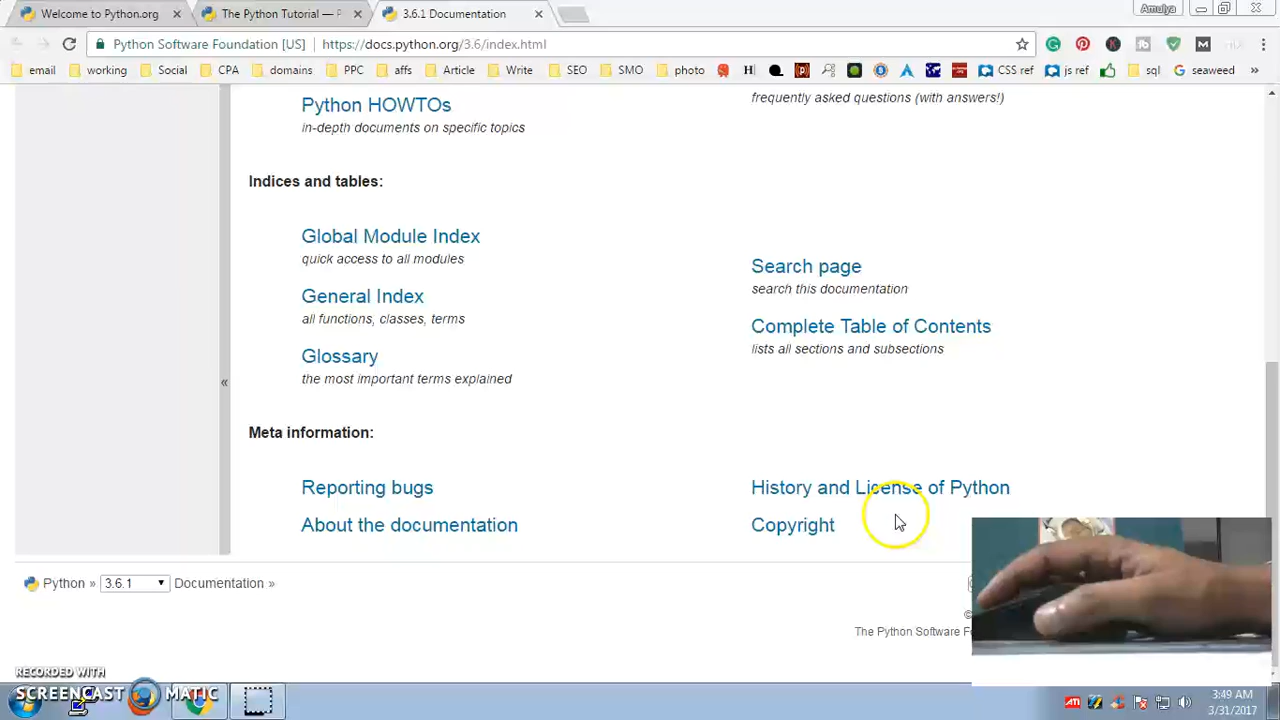 Welcome to Python.org
The Python Tutorial — P
3.6.1 Documentation
Amulya
Python Software Foundation [US]
https://docs.python.org/3.6/index.html
email
working
Social
CPA
domains
PPC
affs
Article
Write
SEO
SMO
photo
CSS ref
js ref
sql
seaweed
»
Python HOWTOs
in-depth documents on specific topics
frequently asked questions (with answers!)
Indices and tables:
Global Module Index
quick access to all modules
General Index
all functions, classes, terms
Glossary
the most important terms explained
Search page
search this documentation
Complete Table of Contents
lists all sections and subsections
«
Meta information:
Reporting bugs
About the documentation
History and License of Python
Copyright
Python » 3.6.1 Documentation »
©
The Python Software
RECORDED WITH
SCREENCAST MATIC
3:49 AM
3/31/2017